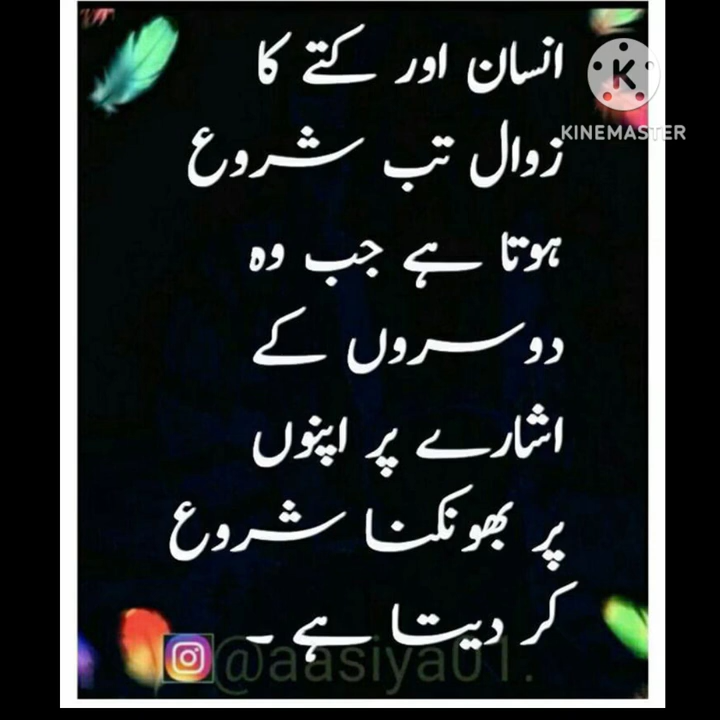 انسان اور کتے کا
زوال تب شروع
ہوتا ہے جب وہ
دوسروں کے
اشارے پر اپنوں
پر بھونکنا شروع
کر دیتا ہے ۔
K
KINEMASTER
@aasiya01.